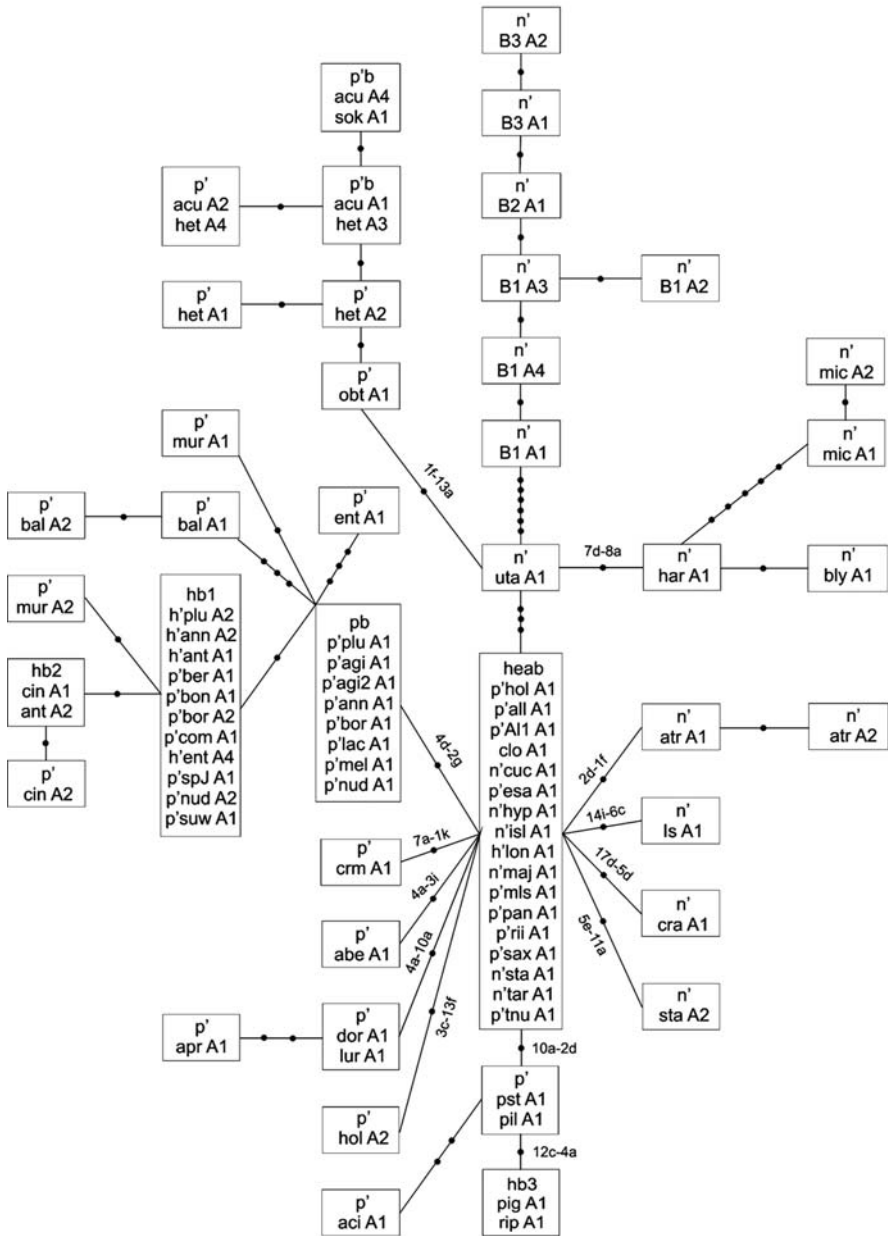 n'
B3 A2
p'b
acu A4
sok A1
n'
B3 A1
p'
acu A2
het A4
p'b
acu A1
het A3
n'
B2 A1
p'
het A1
p'
het A2
n'
B1 A3
n'
B1 A2
p'
obt A1
n'
B1 A4
n'
mic A2
p'
mur A1
n'
B1 A1
n'
mic A1
1f-13a
p'
bal A2
p'
bal A1
p'
ent A1
n'
uta A1
7d-8a
n'
har A1
n'
bly A1
p'
mur A2
hb1
h'plu A2
h'ann A2
h'ant A1
p'ber A1
p'bon A1
p'bor A2
p'com A1
h'ent A4
p'spJ A1
p'nud A2
p'suw A1
pb
p'plu A1
p'agi A1
p'agi2 A1
p'ann A1
p'bor A1
p'lac A1
p'mel A1
p'nud A1
hb2
cin A1
ant A2
p'
cin A2
heab
p'hol A1
p'all A1
p'Al1 A1
clo A1
n'cuc A1
p'esa A1
n'hyp A1
n'isl A1
h'lon A1
n'maj A1
p'mls A1
p'pan A1
p'rii A1
p'sax A1
n'sta A1
n'tar A1
p'tnu A1
4d-2g
7a-1k
4a-3i
4a-10a
3c-13f
2d-1f
14i-6c
17d-5d
5e-11a
n'
atr A1
n'
atr A2
n'
ls A1
n'
cra A1
n'
sta A2
p'
crm A1
p'
abe A1
p'
apr A1
p'
dor A1
lur A1
p'
hol A2
10a-2d
p'
pst A1
pil A1
12c-4a
p'
aci A1
hb3
pig A1
rip A1